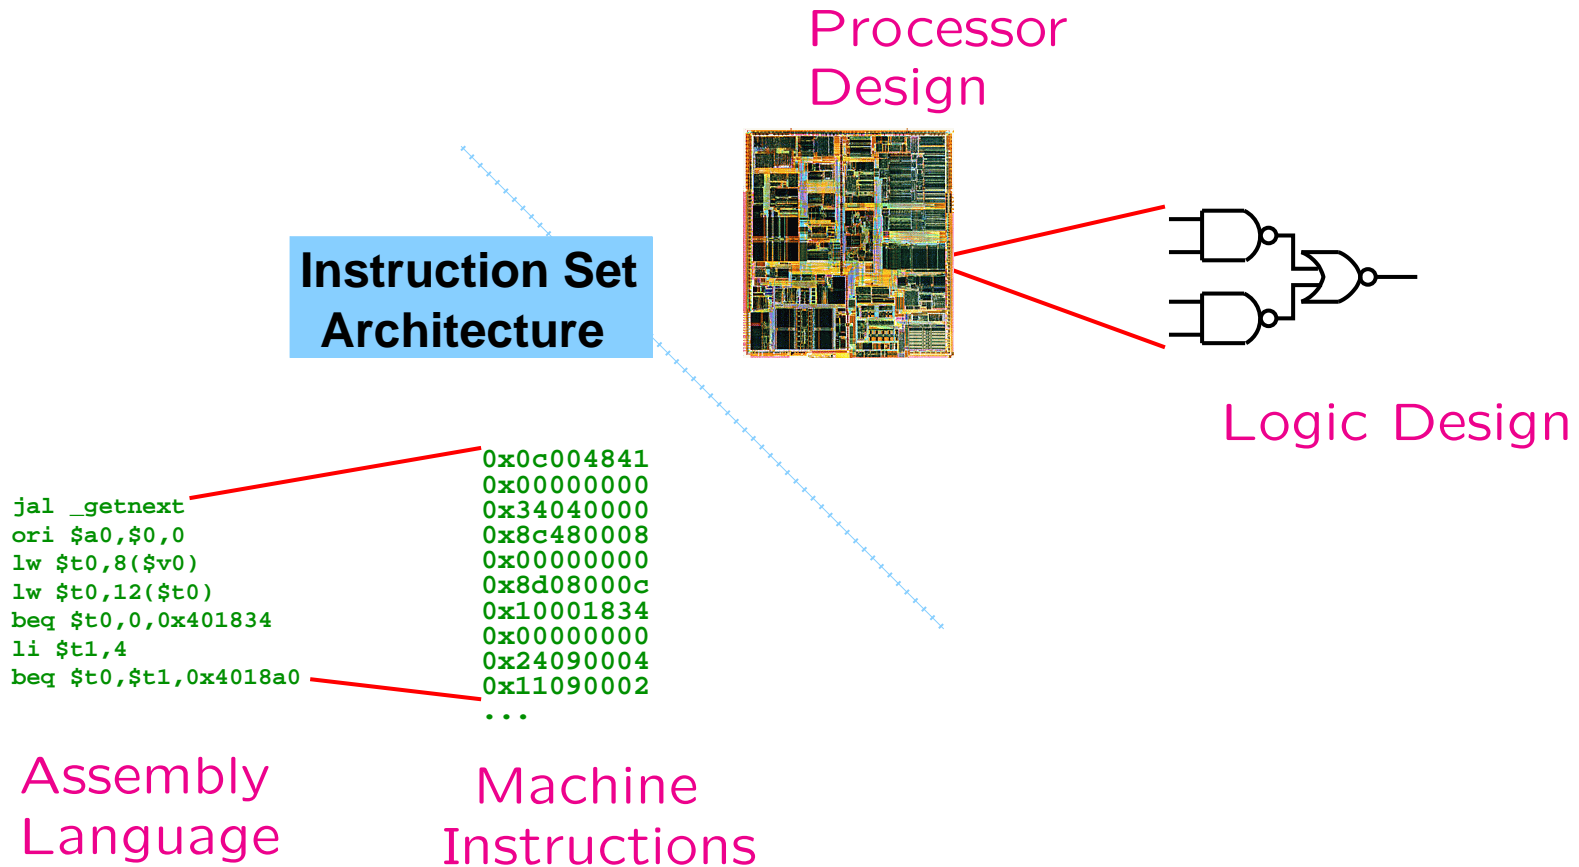 Processor
Design
Instruction Set
Architecture
Logic Design
jal _getnext
ori $a0,$0,0
lw $t0,8($v0)
lw $t0,12($t0)
beq $t0,0,0x401834
li $t1,4
beq $t0,$t1,0x4018a0
0x0c004841
0x00000000
0x34040000
0x8c480008
0x00000000
0x8d08000c
0x10001834
0x00000000
0x24090004
0x11090002
...
Assembly
Language
Machine
Instructions